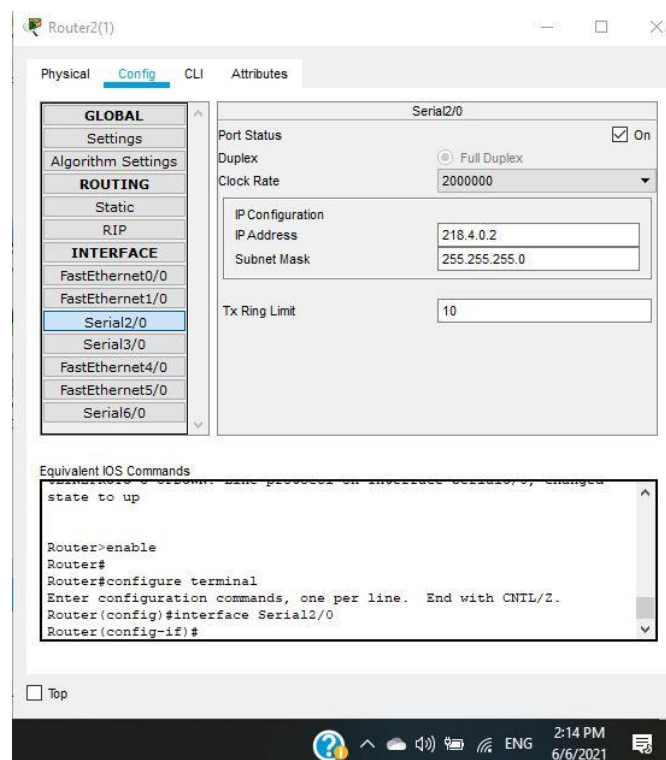 Router2(1)
Physical Config CLI Attributes
GLOBAL
Settings
Algorithm Settings
ROUTING
Static
RIP
INTERFACE
FastEthernet0/0
FastEthernet1/0
Serial2/0
Serial3/0
FastEthernet4/0
FastEthernet5/0
Serial6/0
Serial2/0
Port Status On
Duplex Full Duplex
Clock Rate 2000000
IP Configuration
IP Address 218.4.0.2
Subnet Mask 255.255.255.0
Tx Ring Limit 10
Equivalent IOS Commands
state to up
Router>enable
Router#
Router#configure terminal
Enter configuration commands, one per line. End with CNTL/Z.
Router(config)#interface Serial2/0
Router(config-if)#
Top
ENG
2:14 PM
6/6/2021